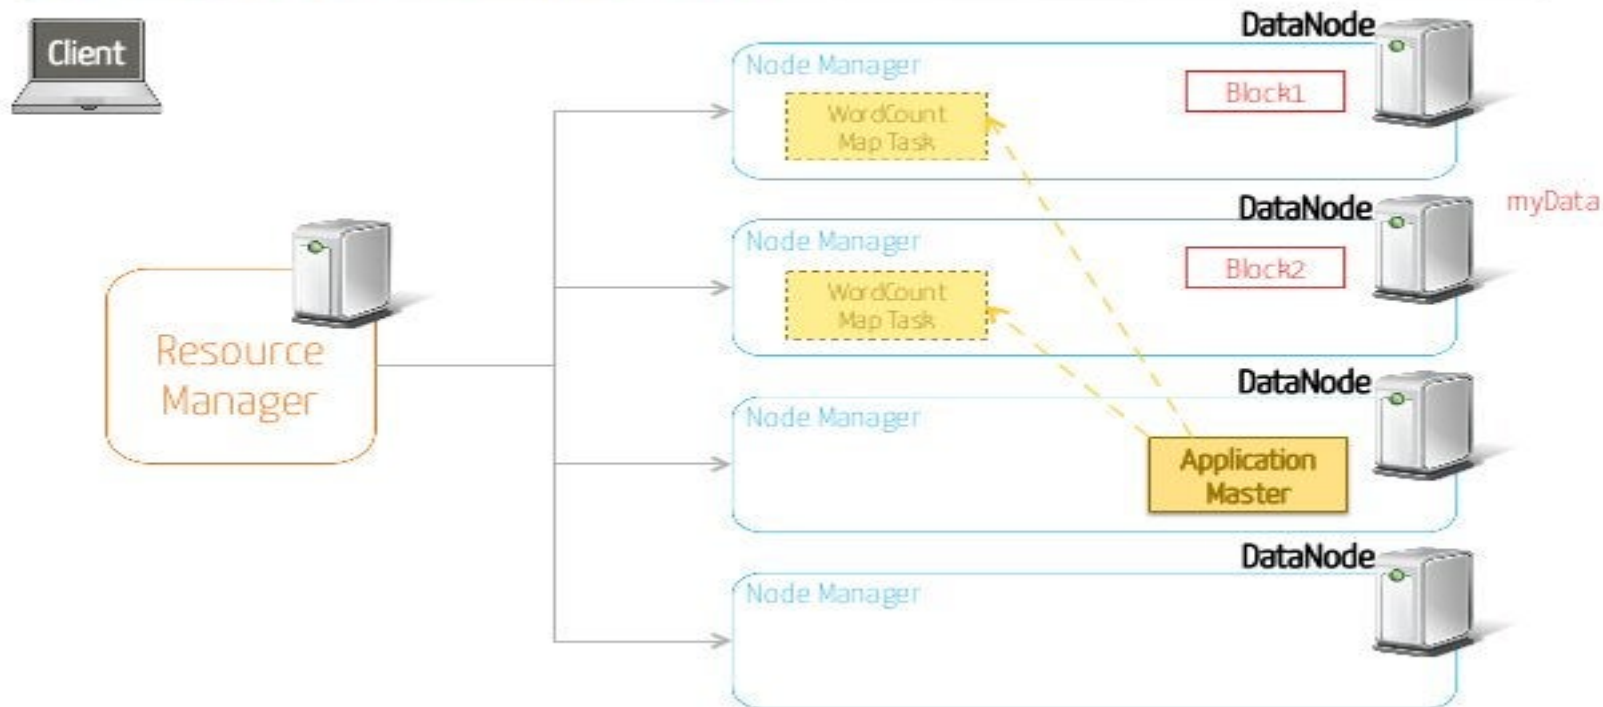 Client
DataNode
Node Manager
Block1
WordCount
Map Task
DataNode
myData
Node Manager
Block2
WordCount
Map Task
Resource
Manager
DataNode
Node Manager
Application
Master
DataNode
Node Manager